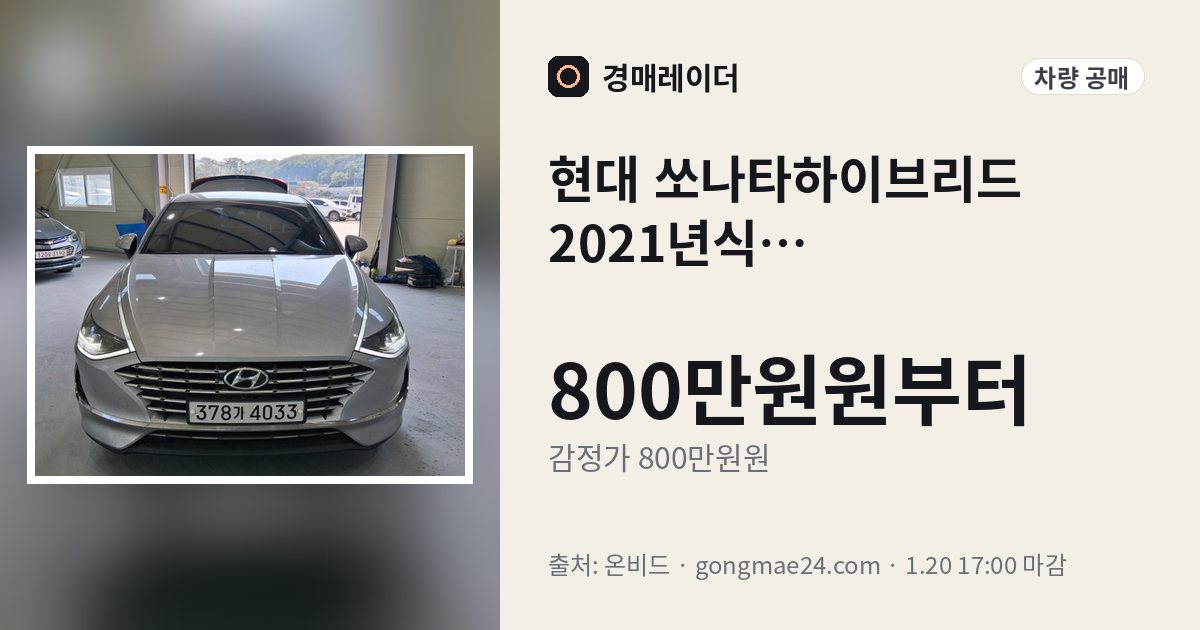 경매레이더
차량 공매
현대 쏘나타하이브리드
2021년식…
800만원원부터
감정가 800만원원
출처: 온비드 · gongmae24.com · 1.20 17:00 마감
378가 4033